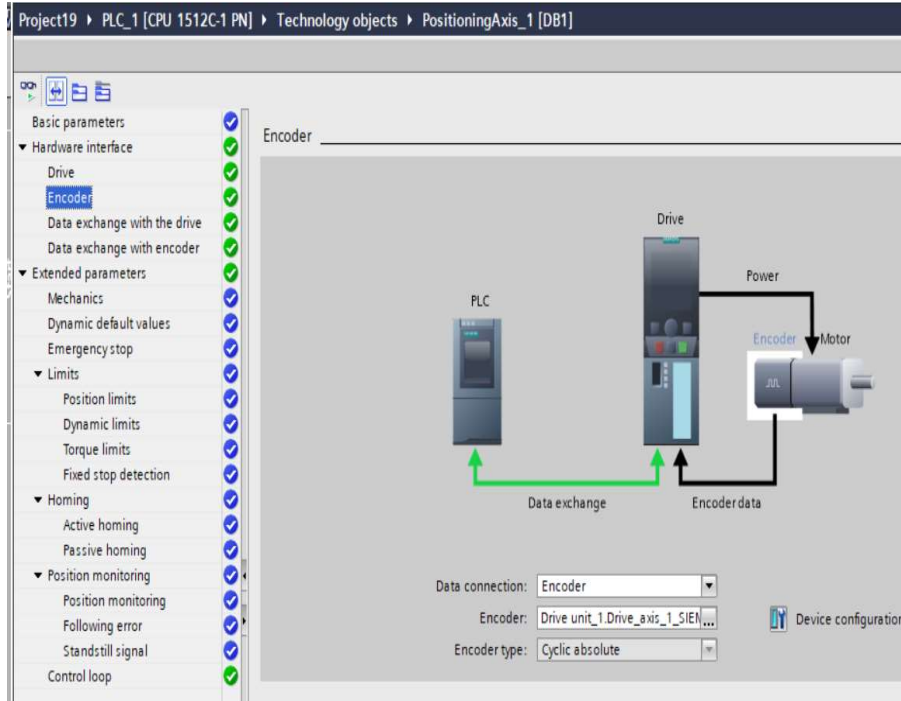 Project19 ▸ PLC_1 [CPU 1512C-1 PN] ▸ Technology objects ▸ PositioningAxis_1 [DB1]
Basic parameters
Hardware interface
Drive
Encoder
Data exchange with the drive
Data exchange with encoder
Extended parameters
Mechanics
Dynamic default values
Emergency stop
Limits
Position limits
Dynamic limits
Torque limits
Fixed stop detection
Homing
Active homing
Passive homing
Position monitoring
Position monitoring
Following error
Standstill signal
Control loop
Encoder
Drive
Power
PLC
Encoder
Motor
Data exchange
Encoder data
Data connection: Encoder
Encoder: Drive unit_1.Drive_axis_1_SIEM ...
Device configuration
Encoder type: Cyclic absolute